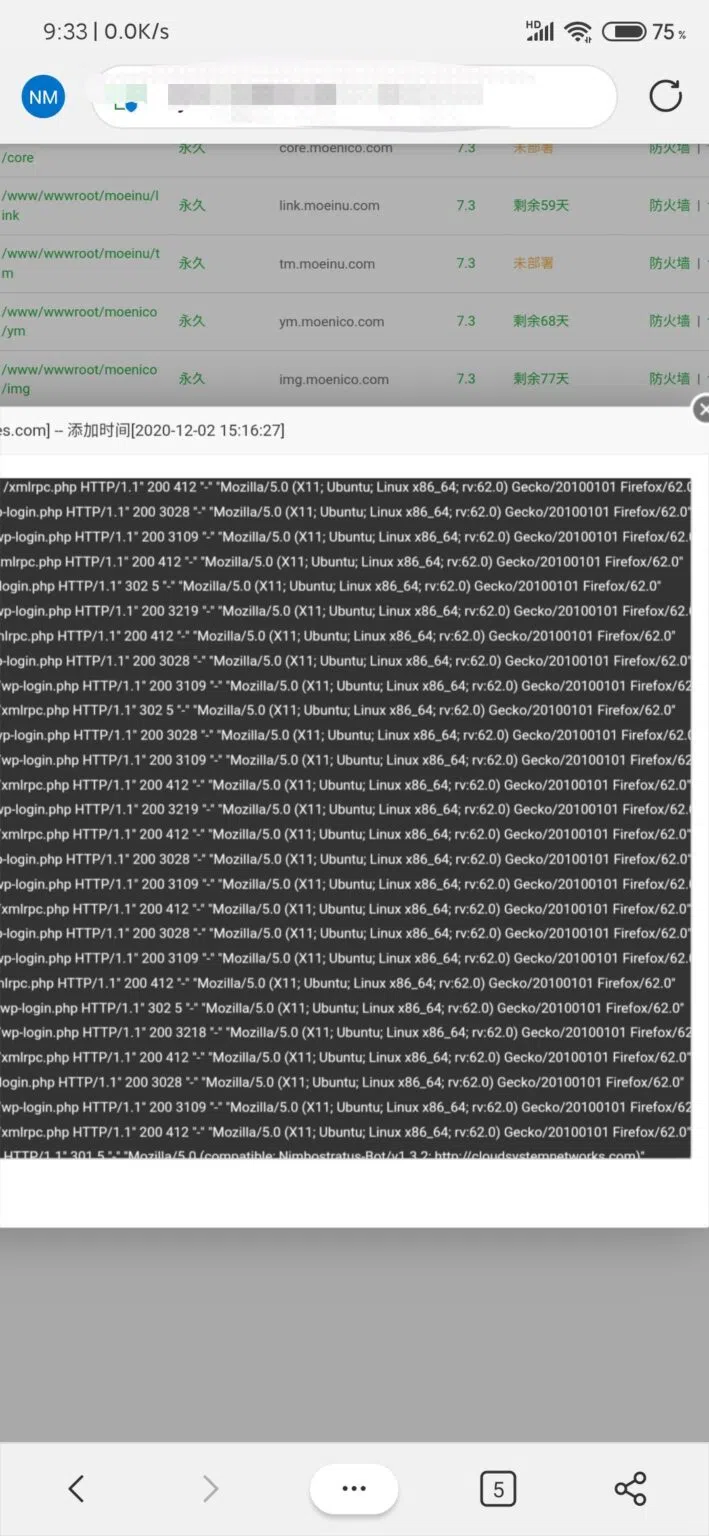 9:33 | 0.0K/s HD 75%
NM
/core 永久 core.moenico.com 7.3 未部署 防火墙 |
/www/wwwroot/moeinu/l
ink 永久 link.moeinu.com 7.3 剩余59天 防火墙 |
/www/wwwroot/moeinu/t
m 永久 tm.moeinu.com 7.3 未部署 防火墙 |
/www/wwwroot/moenico
/ym 永久 ym.moenico.com 7.3 剩余68天 防火墙 |
/www/wwwroot/moenico
/img 永久 img.moenico.com 7.3 剩余77天 防火墙 |
es.com] -- 添加时间[2020-12-02 15:16:27]
/xmlrpc.php HTTP/1.1" 200 412 "-" "Mozilla/5.0 (X11; Ubuntu; Linux x86_64; rv:62.0) Gecko/20100101 Firefox/62.0
p-login.php HTTP/1.1" 200 3028 "-" "Mozilla/5.0 (X11; Ubuntu; Linux x86_64; rv:62.0) Gecko/20100101 Firefox/62.0"
vp-login.php HTTP/1.1" 200 3109 "-" "Mozilla/5.0 (X11; Ubuntu; Linux x86_64; rv:62.0) Gecko/20100101 Firefox/62.
mlrpc.php HTTP/1.1" 200 412 "-" "Mozilla/5.0 (X11; Ubuntu; Linux x86_64; rv:62.0) Gecko/20100101 Firefox/62.0"
login.php HTTP/1.1" 302 5 "-" "Mozilla/5.0 (X11; Ubuntu; Linux x86_64; rv:62.0) Gecko/20100101 Firefox/62.0"
vp-login.php HTTP/1.1" 200 3219 "-" "Mozilla/5.0 (X11; Ubuntu; Linux x86_64; rv:62.0) Gecko/20100101 Firefox/62.
nlrpc.php HTTP/1.1" 200 412 "-" "Mozilla/5.0 (X11; Ubuntu; Linux x86_64; rv:62.0) Gecko/20100101 Firefox/62.0"
p-login.php HTTP/1.1" 200 3028 "-" "Mozilla/5.0 (X11; Ubuntu; Linux x86_64; rv:62.0) Gecko/20100101 Firefox/62.0"
/wp-login.php HTTP/1.1" 200 3109 "-" "Mozilla/5.0 (X11; Ubuntu; Linux x86_64; rv:62.0) Gecko/20100101 Firefox/62
/xmlrpc.php HTTP/1.1" 302 5 "-" "Mozilla/5.0 (X11; Ubuntu; Linux x86_64; rv:62.0) Gecko/20100101 Firefox/62.0"
vp-login.php HTTP/1.1" 200 3028 "-" "Mozilla/5.0 (X11; Ubuntu; Linux x86_64; rv:62.0) Gecko/20100101 Firefox/62.0
/wp-login.php HTTP/1.1" 200 3109 "-" "Mozilla/5.0 (X11; Ubuntu; Linux x86_64; rv:62.0) Gecko/20100101 Firefox/62
/xmlrpc.php HTTP/1.1" 200 412 "-" "Mozilla/5.0 (X11; Ubuntu; Linux x86_64; rv:62.0) Gecko/20100101 Firefox/62.0"
vp-login.php HTTP/1.1" 200 3219 "-" "Mozilla/5.0 (X11; Ubuntu; Linux x86_64; rv:62.0) Gecko/20100101 Firefox/62.
/xmlrpc.php HTTP/1.1" 200 412 "-" "Mozilla/5.0 (X11; Ubuntu; Linux x86_64; rv:62.0) Gecko/20100101 Firefox/62.0"
p-login.php HTTP/1.1" 200 3028 "-" "Mozilla/5.0 (X11; Ubuntu; Linux x86_64; rv:62.0) Gecko/20100101 Firefox/62.0"
vp-login.php HTTP/1.1" 200 3109 "-" "Mozilla/5.0 (X11; Ubuntu; Linux x86_64; rv:62.0) Gecko/20100101 Firefox/62.
/xmlrpc.php HTTP/1.1" 200 412 "-" "Mozilla/5.0 (X11; Ubuntu; Linux x86_64; rv:62.0) Gecko/20100101 Firefox/62.0"
p-login.php HTTP/1.1" 200 3028 "-" "Mozilla/5.0 (X11; Ubuntu; Linux x86_64; rv:62.0) Gecko/20100101 Firefox/62.0"
vp-login.php HTTP/1.1" 200 3109 "-" "Mozilla/5.0 (X11; Ubuntu; Linux x86_64; rv:62.0) Gecko/20100101 Firefox/62.
nlrpc.php HTTP/1.1" 200 412 "-" "Mozilla/5.0 (X11; Ubuntu; Linux x86_64; rv:62.0) Gecko/20100101 Firefox/62.0"
wp-login.php HTTP/1.1" 302 5 "-" "Mozilla/5.0 (X11; Ubuntu; Linux x86_64; rv:62.0) Gecko/20100101 Firefox/62.0"
/wp-login.php HTTP/1.1" 200 3218 "-" "Mozilla/5.0 (X11; Ubuntu; Linux x86_64; rv:62.0) Gecko/20100101 Firefox/62
/xmlrpc.php HTTP/1.1" 200 412 "-" "Mozilla/5.0 (X11; Ubuntu; Linux x86_64; rv:62.0) Gecko/20100101 Firefox/62.0"
login.php HTTP/1.1" 200 3028 "-" "Mozilla/5.0 (X11; Ubuntu; Linux x86_64; rv:62.0) Gecko/20100101 Firefox/62.0"
/wp-login.php HTTP/1.1" 200 3109 "-" "Mozilla/5.0 (X11; Ubuntu; Linux x86_64; rv:62.0) Gecko/20100101 Firefox/62
/xmlrpc.php HTTP/1.1" 200 412 "-" "Mozilla/5.0 (X11; Ubuntu; Linux x86_64; rv:62.0) Gecko/20100101 Firefox/62.0"
HTTP/1.1" 301 5 "-" "Mozilla/5.0 (compatible; Nimbostratus-Bot/v1.3.2; http://cloudsystemnetworks.com)"
5